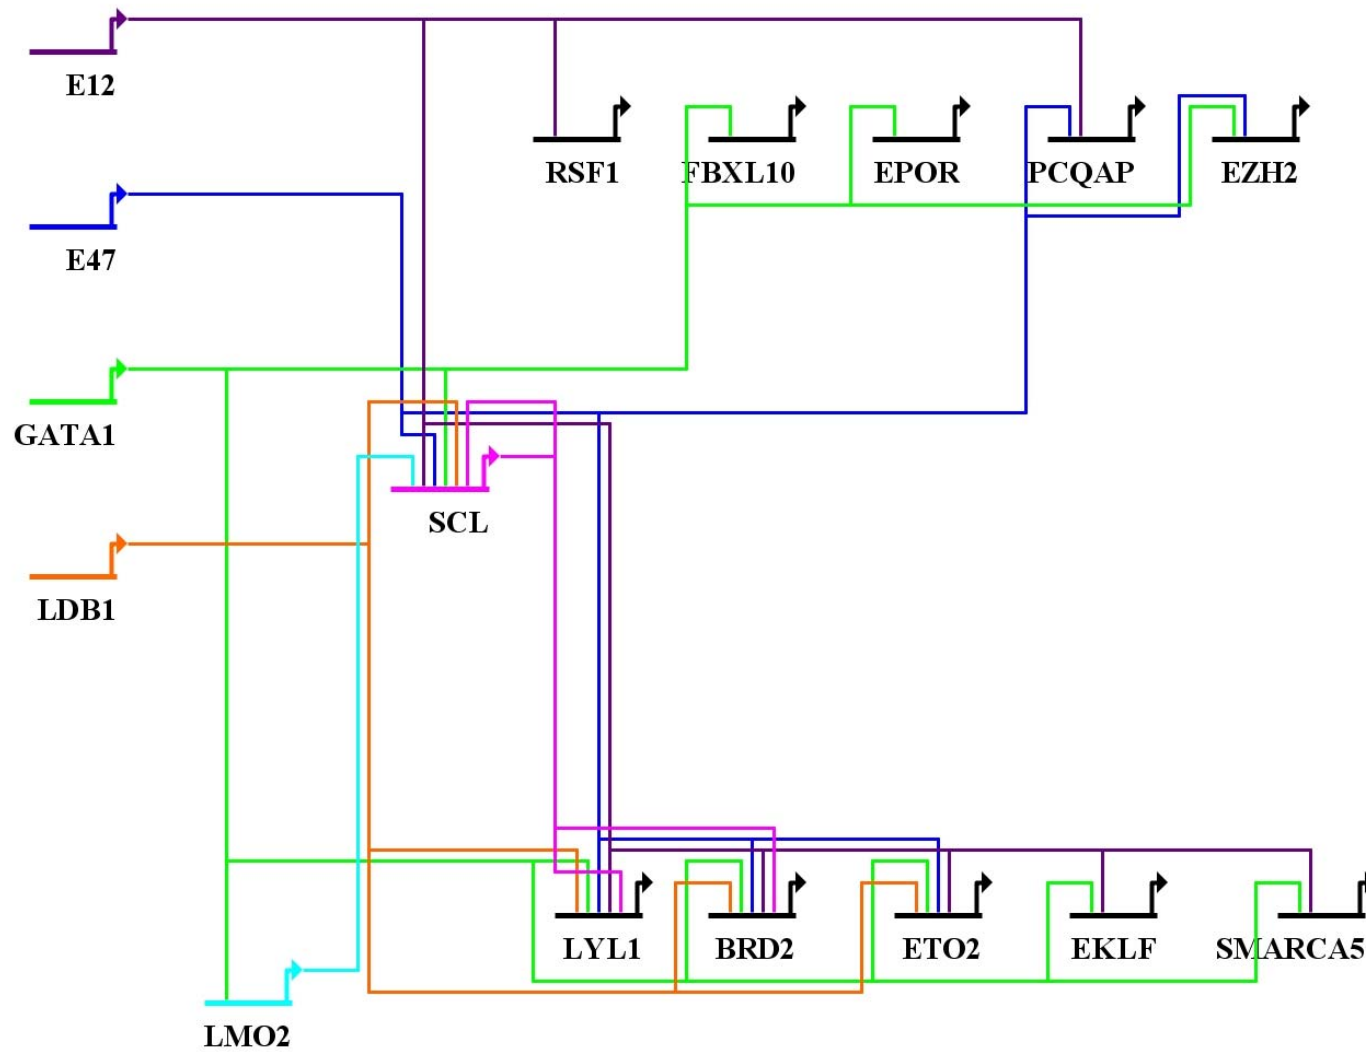 E12
RSF1
FBXL10
EPOR
PCQAP
EZH2
E47
GATA1
SCL
LDB1
LYL1
BRD2
ETO2
EKLF
SMARCA5
LMO2